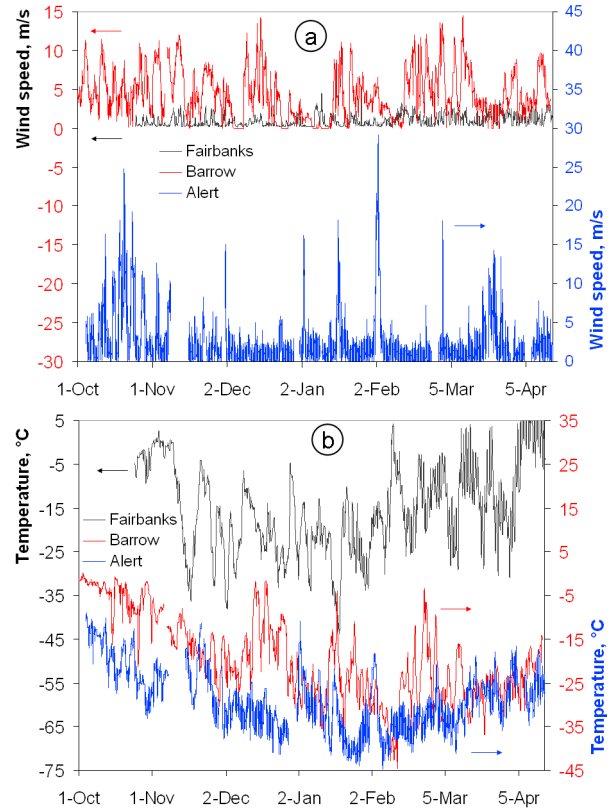 a
Wind speed, m/s
15
10
5
0
-5
-10
-15
-20
-25
-30
45
40
35
30
25
20
15
10
5
0
Wind speed, m/s
Fairbanks
Barrow
Alert
1-Oct 1-Nov 2-Dec 2-Jan 2-Feb 5-Mar 5-Apr
b
Temperature, °C
5
-5
-15
-25
-35
-45
-55
-65
-75
35
25
15
5
-5
-15
-25
-35
-45
Temperature, °C
Fairbanks
Barrow
Alert
1-Oct 1-Nov 2-Dec 2-Jan 2-Feb 5-Mar 5-Apr